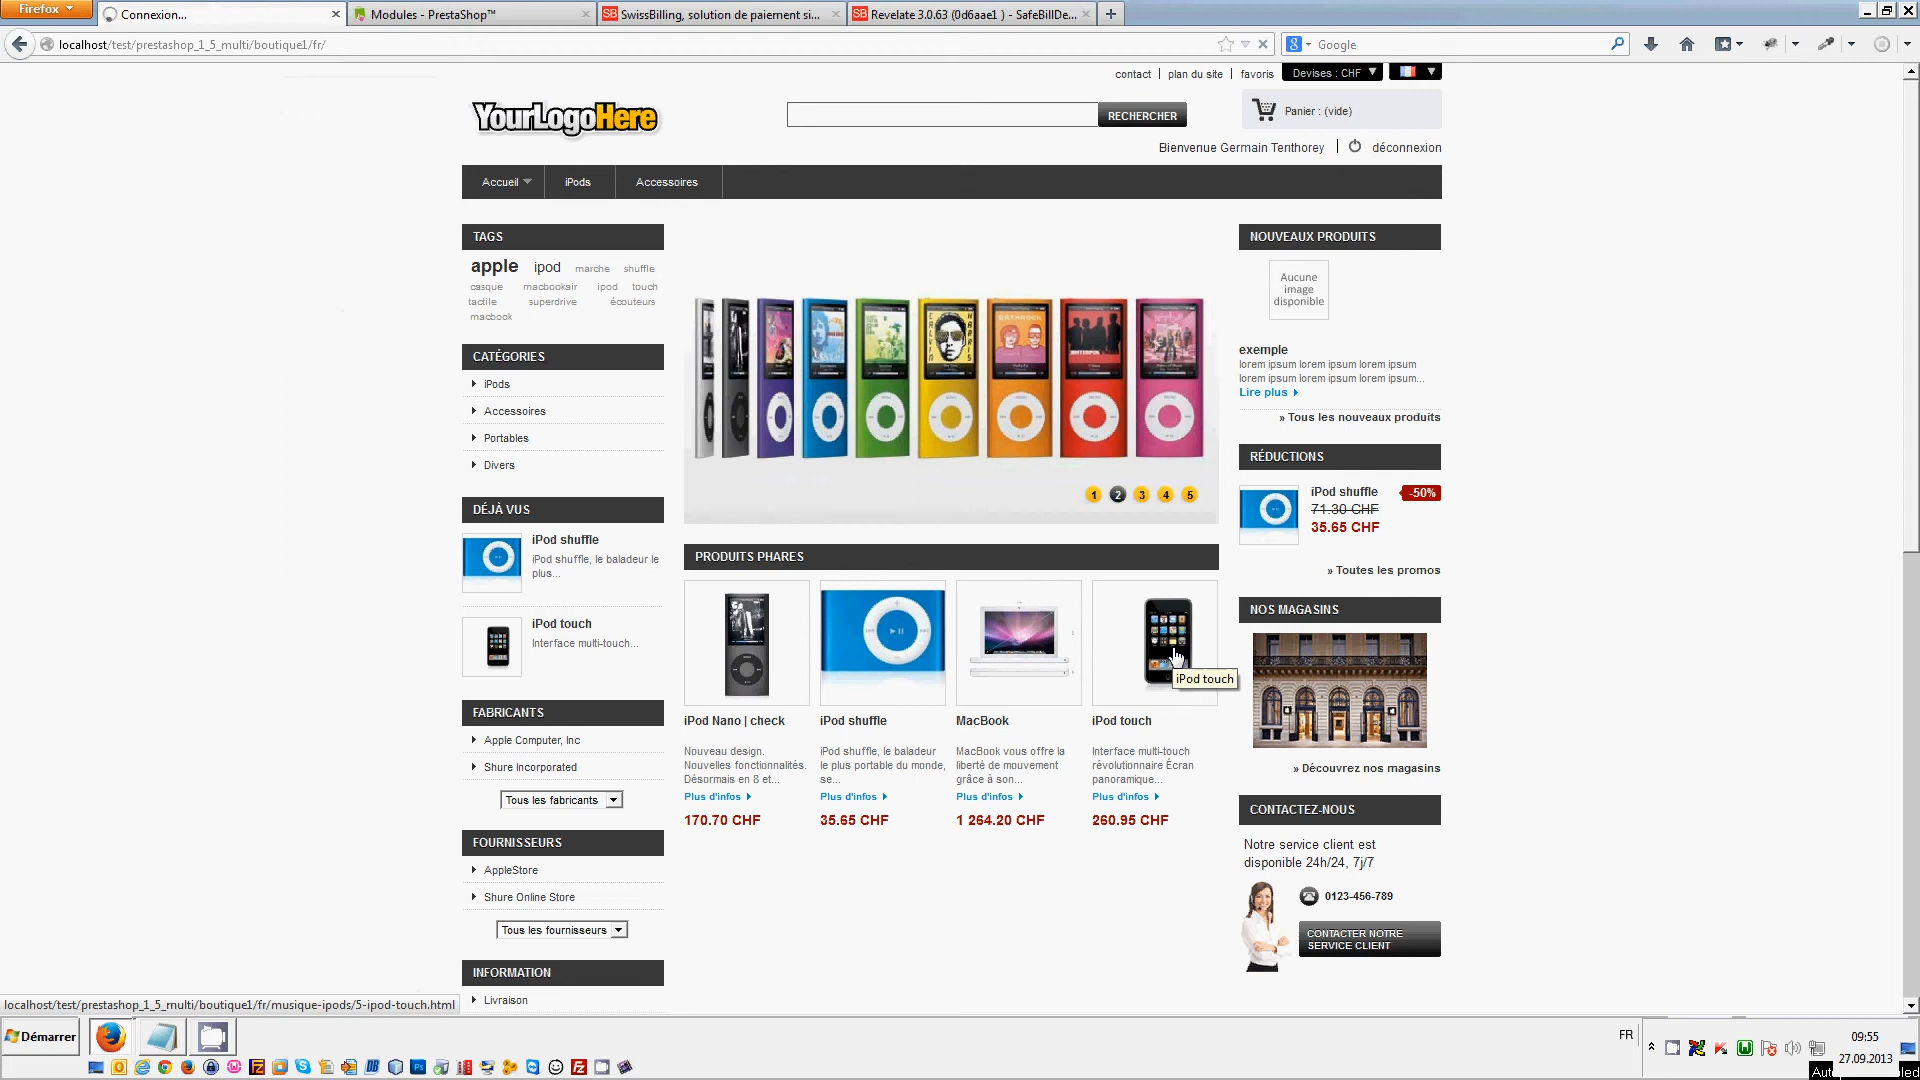 Firefox
Connexion...
Modules - PrestaShop™
SwissBilling, solution de paiement si...
Revelate 3.0.63 (0d6aae1 ) - SafeBillDe...
localhost/test/prestashop_1_5_multi/boutique1/fr/
Google
contact
plan du site
favoris
Devises : CHF
YourLogoHere
RECHERCHER
Panier : (vide)
Bienvenue Germain Tenthorey
déconnexion
Accueil
iPods
Accessoires
TAGS
apple ipod marche shuffle
casque macbookair ipod touch
tactile superdrive écouteurs
macbook
CATÉGORIES
iPods
Accessoires
Portables
Divers
DÉJÀ VUS
iPod shuffle
iPod shuffle, le baladeur le
plus...
iPod touch
Interface multi-touch...
FABRICANTS
Apple Computer, Inc
Shure Incorporated
Tous les fabricants
FOURNISSEURS
AppleStore
Shure Online Store
Tous les fournisseurs
INFORMATION
Livraison
CALVIN HARRIS
1 2 3 4 5
PRODUITS PHARES
iPod touch
iPod Nano | check
Nouveau design.
Nouvelles fonctionnalités.
Désormais en 8 et...
Plus d'infos
170.70 CHF
iPod shuffle
iPod shuffle, le baladeur
le plus portable du monde,
se...
Plus d'infos
35.65 CHF
MacBook
MacBook vous offre la
liberté de mouvement
grâce à son...
Plus d'infos
1 264.20 CHF
iPod touch
Interface multi-touch
révolutionnaire Écran
panoramique...
Plus d'infos
260.95 CHF
NOUVEAUX PRODUITS
Aucune
image
disponible
exemple
lorem ipsum lorem ipsum lorem ipsum
lorem ipsum lorem ipsum lorem ipsum...
Lire plus
» Tous les nouveaux produits
RÉDUCTIONS
iPod shuffle
-50%
71.30 CHF
35.65 CHF
» Toutes les promos
NOS MAGASINS
» Découvrez nos magasins
CONTACTEZ-NOUS
Notre service client est
disponible 24h/24, 7j/7
0123-456-789
CONTACTER NOTRE
SERVICE CLIENT
localhost/test/prestashop_1_5_multi/boutique1/fr/musique-ipods/5-ipod-touch.html
Démarrer
FR
09:55
27.09.2013